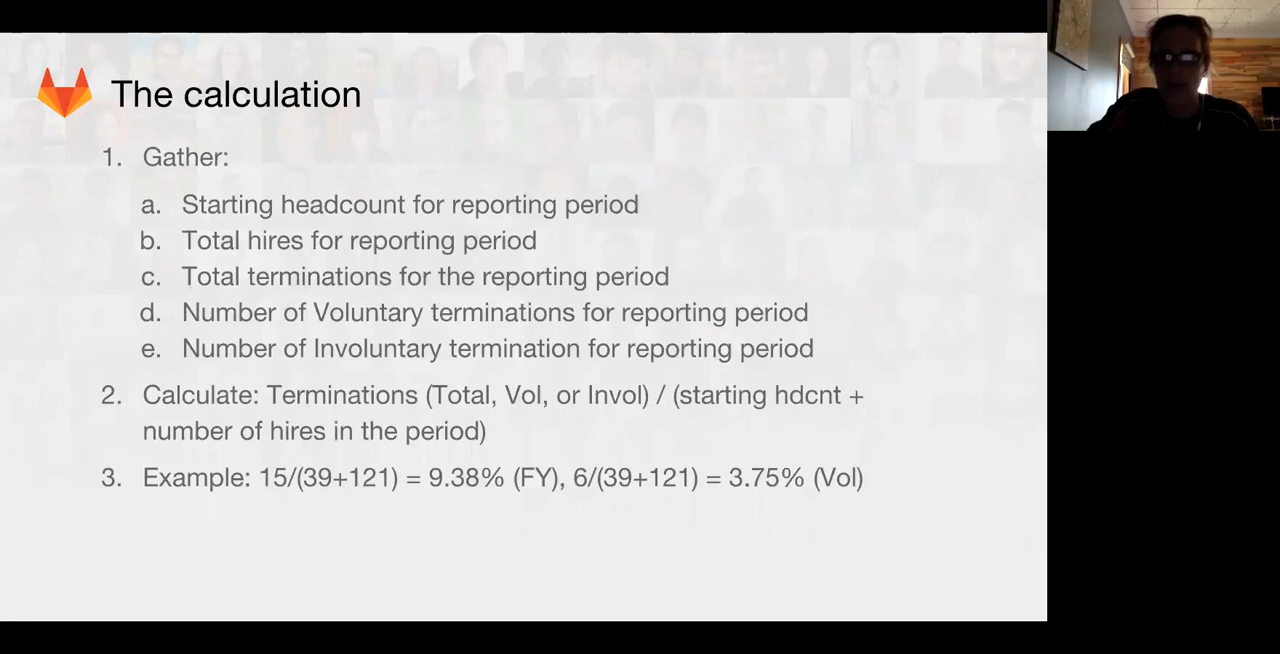 The calculation
1. Gather:
a. Starting headcount for reporting period
b. Total hires for reporting period
c. Total terminations for the reporting period
d. Number of Voluntary terminations for reporting period
e. Number of Involuntary termination for reporting period
2. Calculate: Terminations (Total, Vol, or Invol) / (starting hdcnt +
number of hires in the period)
3. Example: 15/(39+121) = 9.38% (FY), 6/(39+121) = 3.75% (Vol)